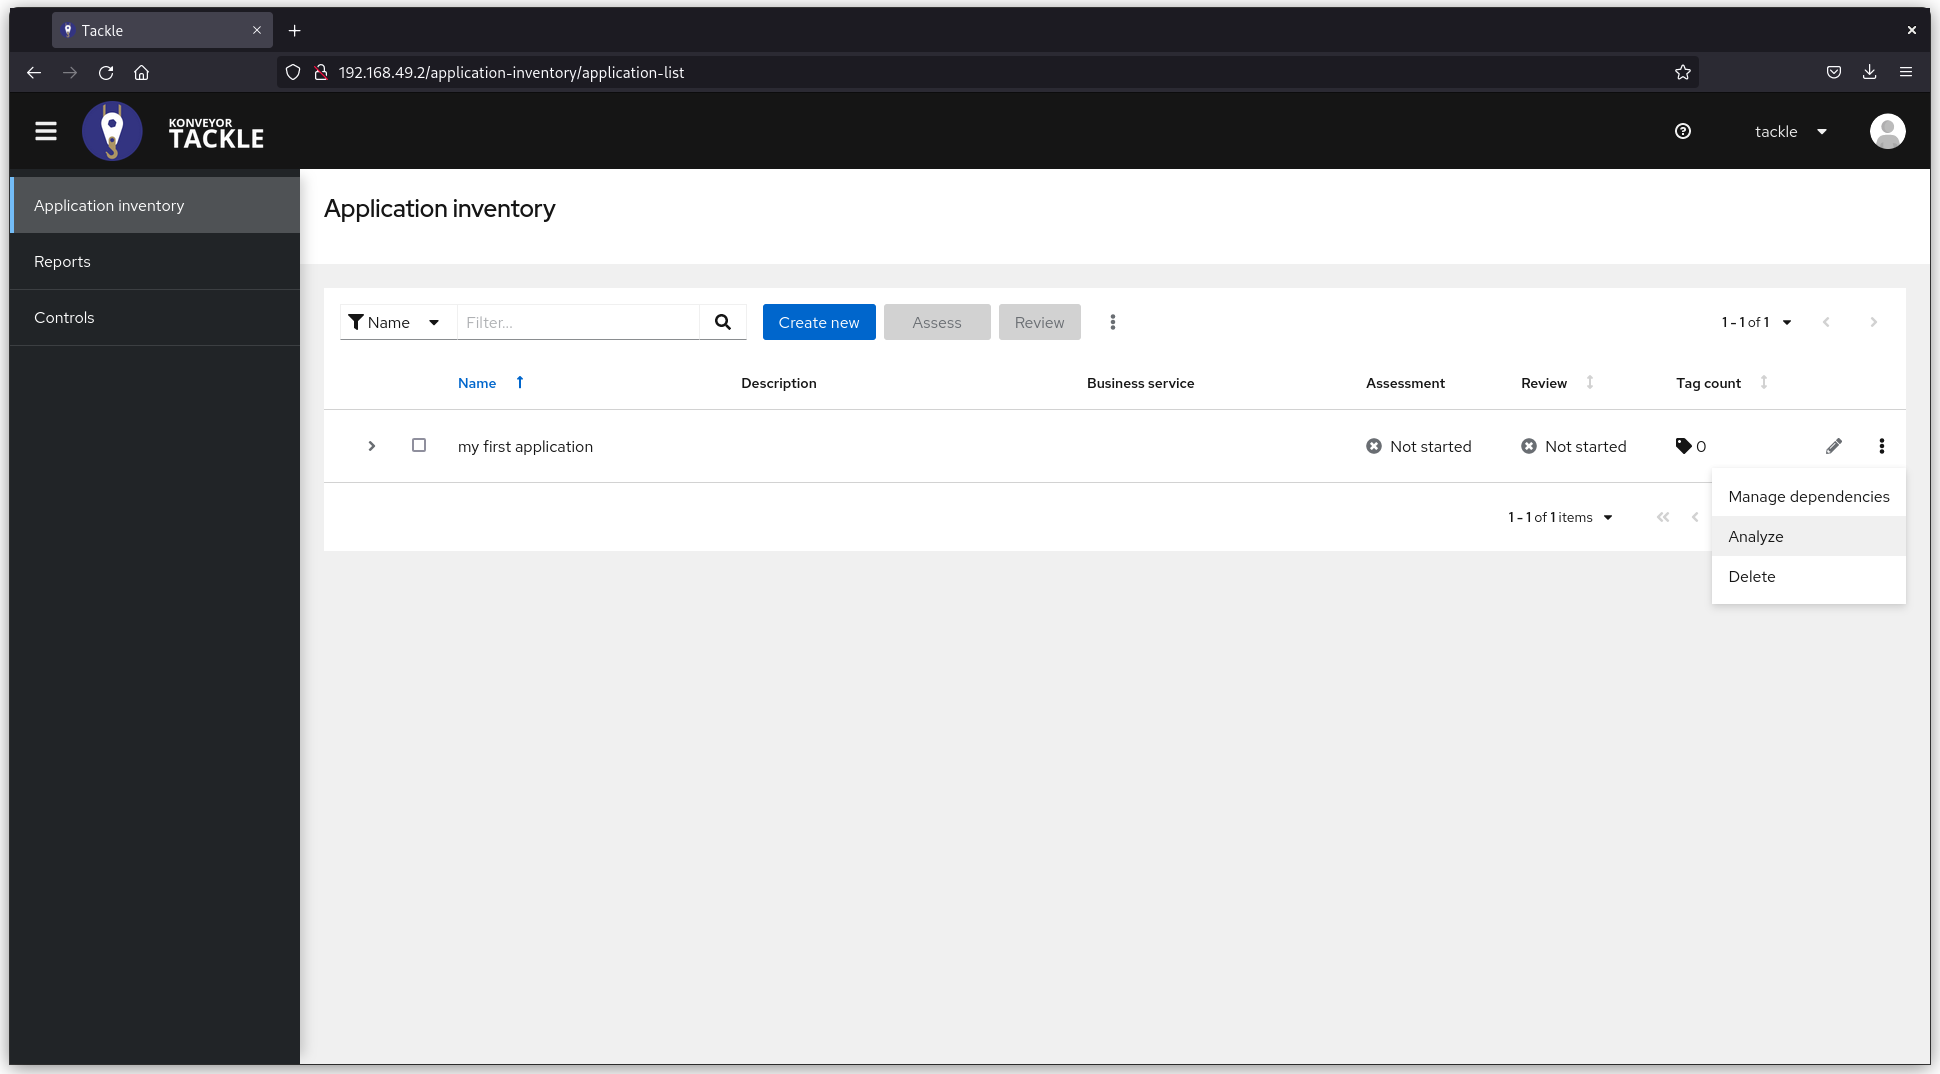 Tackle
192.168.49.2/application-inventory/application-list
KONVEYOR
TACKLE
tackle
Application inventory
Reports
Controls
Application inventory
Name Filter... Create new Assess Review 1 - 1 of 1
Name Description Business service Assessment Review Tag count
my first application Not started Not started 0
1 - 1 of 1 items
Manage dependencies
Analyze
Delete